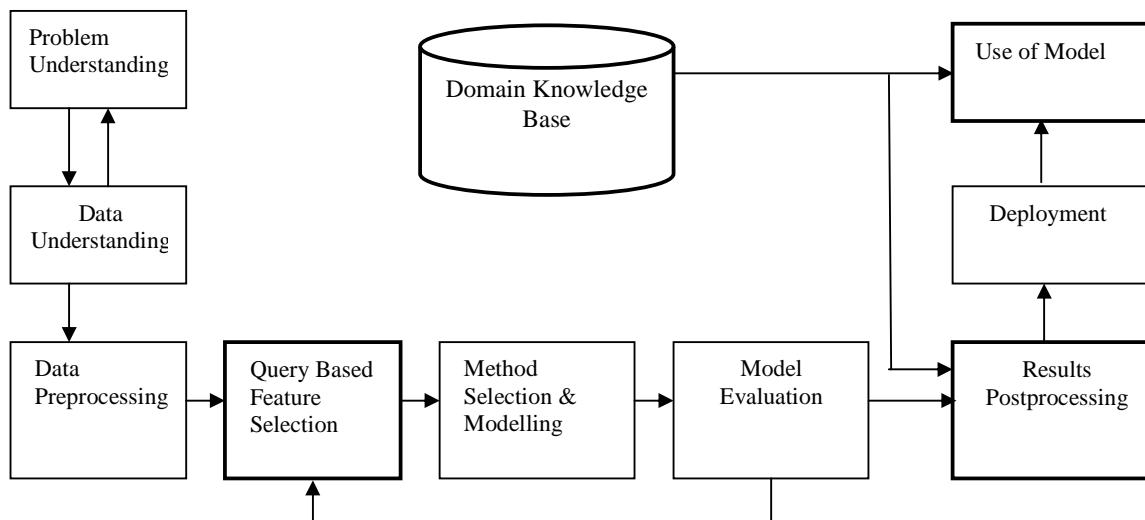 Problem
Understanding
Domain Knowledge
Base
Use of Model
Data
Understanding
Deployment
Data
Preprocessing
Query Based
Feature
Selection
Method
Selection &
Modelling
Model
Evaluation
Results
Postprocessing